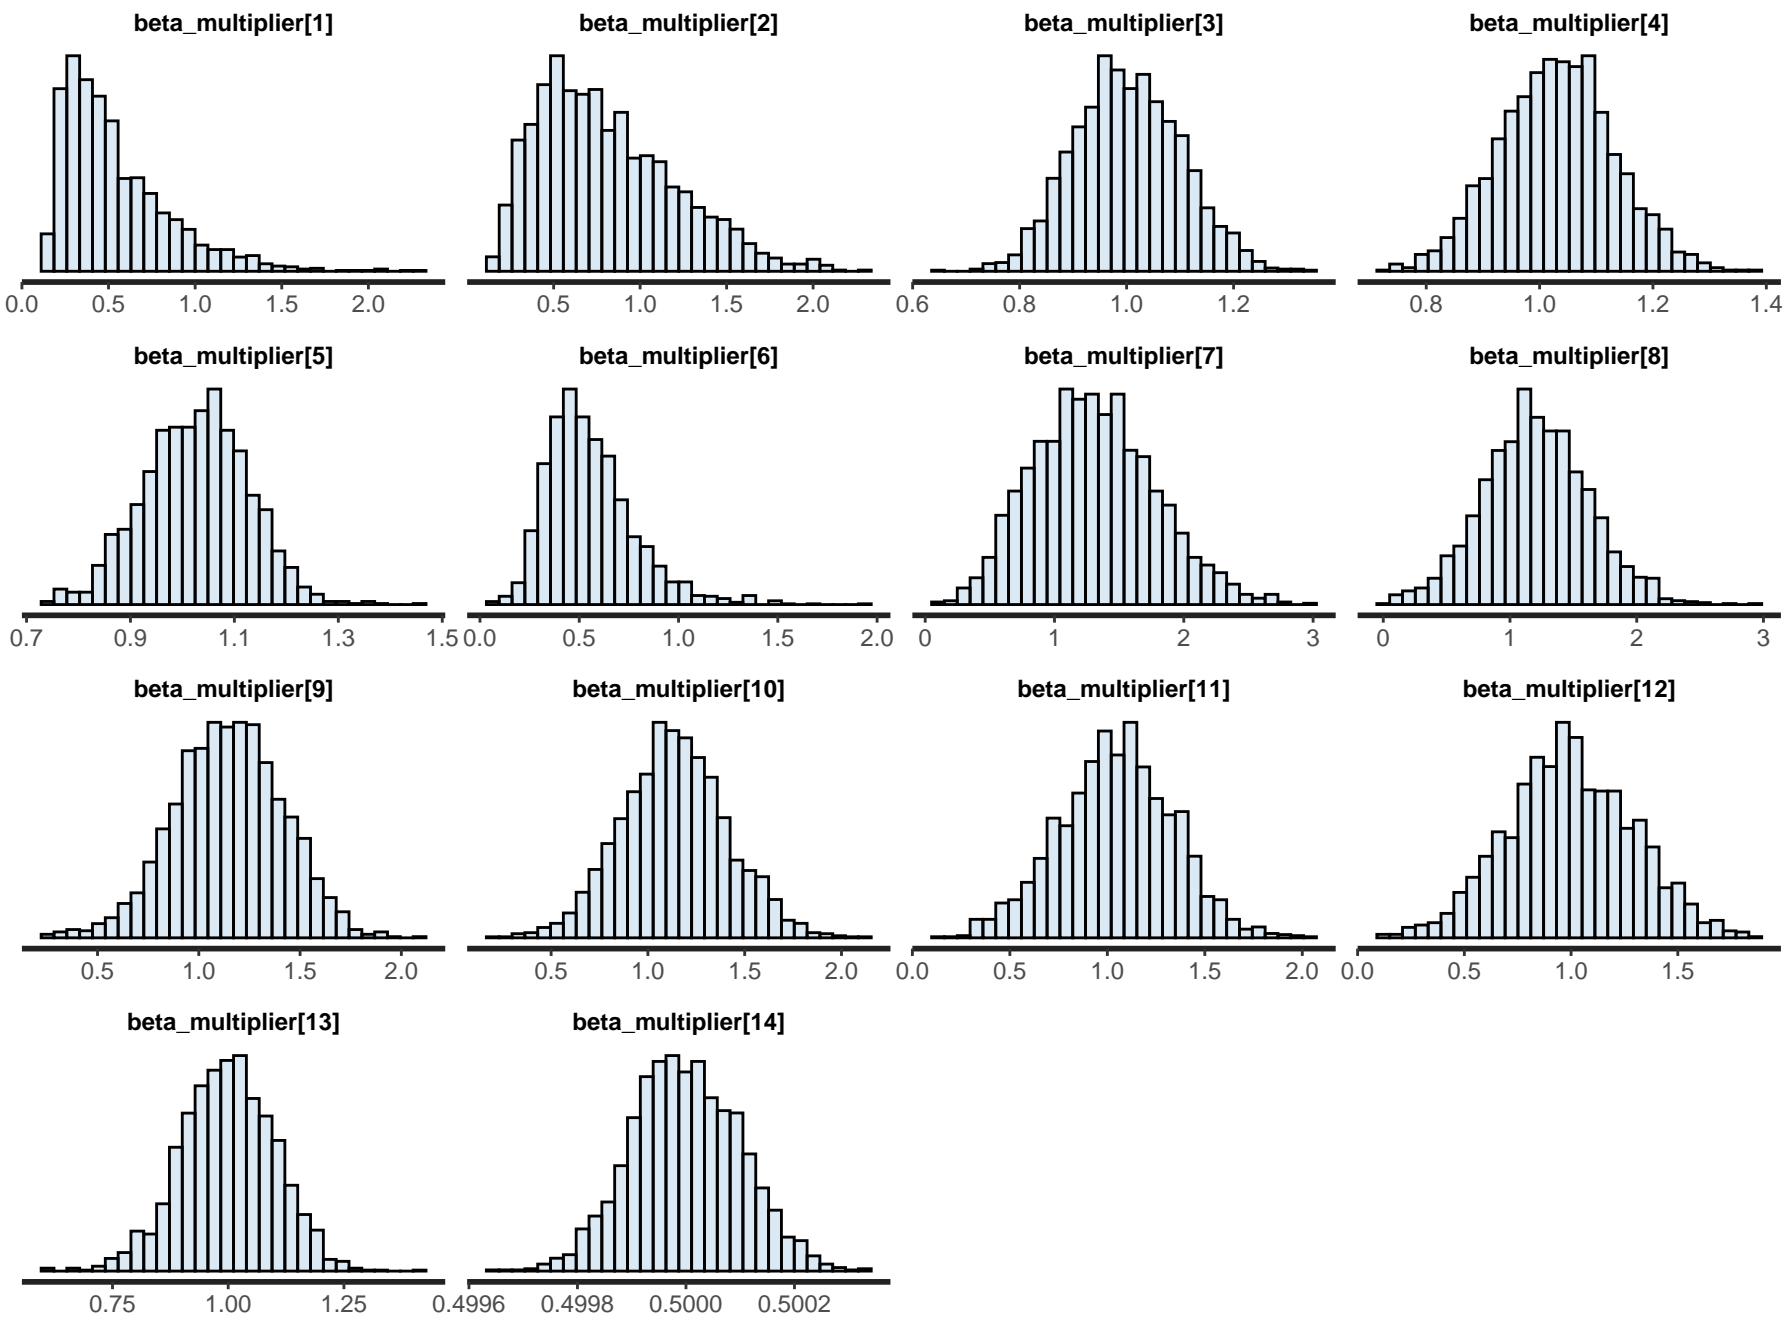 beta_multiplier[1] beta_multiplier[2] beta_multiplier[3] beta_multiplier[4]
0.0 0.5 1.0 1.5 2.0 0.5 1.0 1.5 2.0 0.6 0.8 1.0 1.2 0.8 1.0 1.2 1.4
beta_multiplier[5] beta_multiplier[6] beta_multiplier[7] beta_multiplier[8]
0.7 0.9 1.1 1.3 1.5 0.0 0.5 1.0 1.5 2.0 0 1 2 3 0 1 2 3
beta_multiplier[9] beta_multiplier[10] beta_multiplier[11] beta_multiplier[12]
0.5 1.0 1.5 2.0 0.5 1.0 1.5 2.0 0.0 0.5 1.0 1.5 2.0 0.0 0.5 1.0 1.5
beta_multiplier[13] beta_multiplier[14]
0.75 1.00 1.25 0.4996 0.4998 0.5000 0.5002